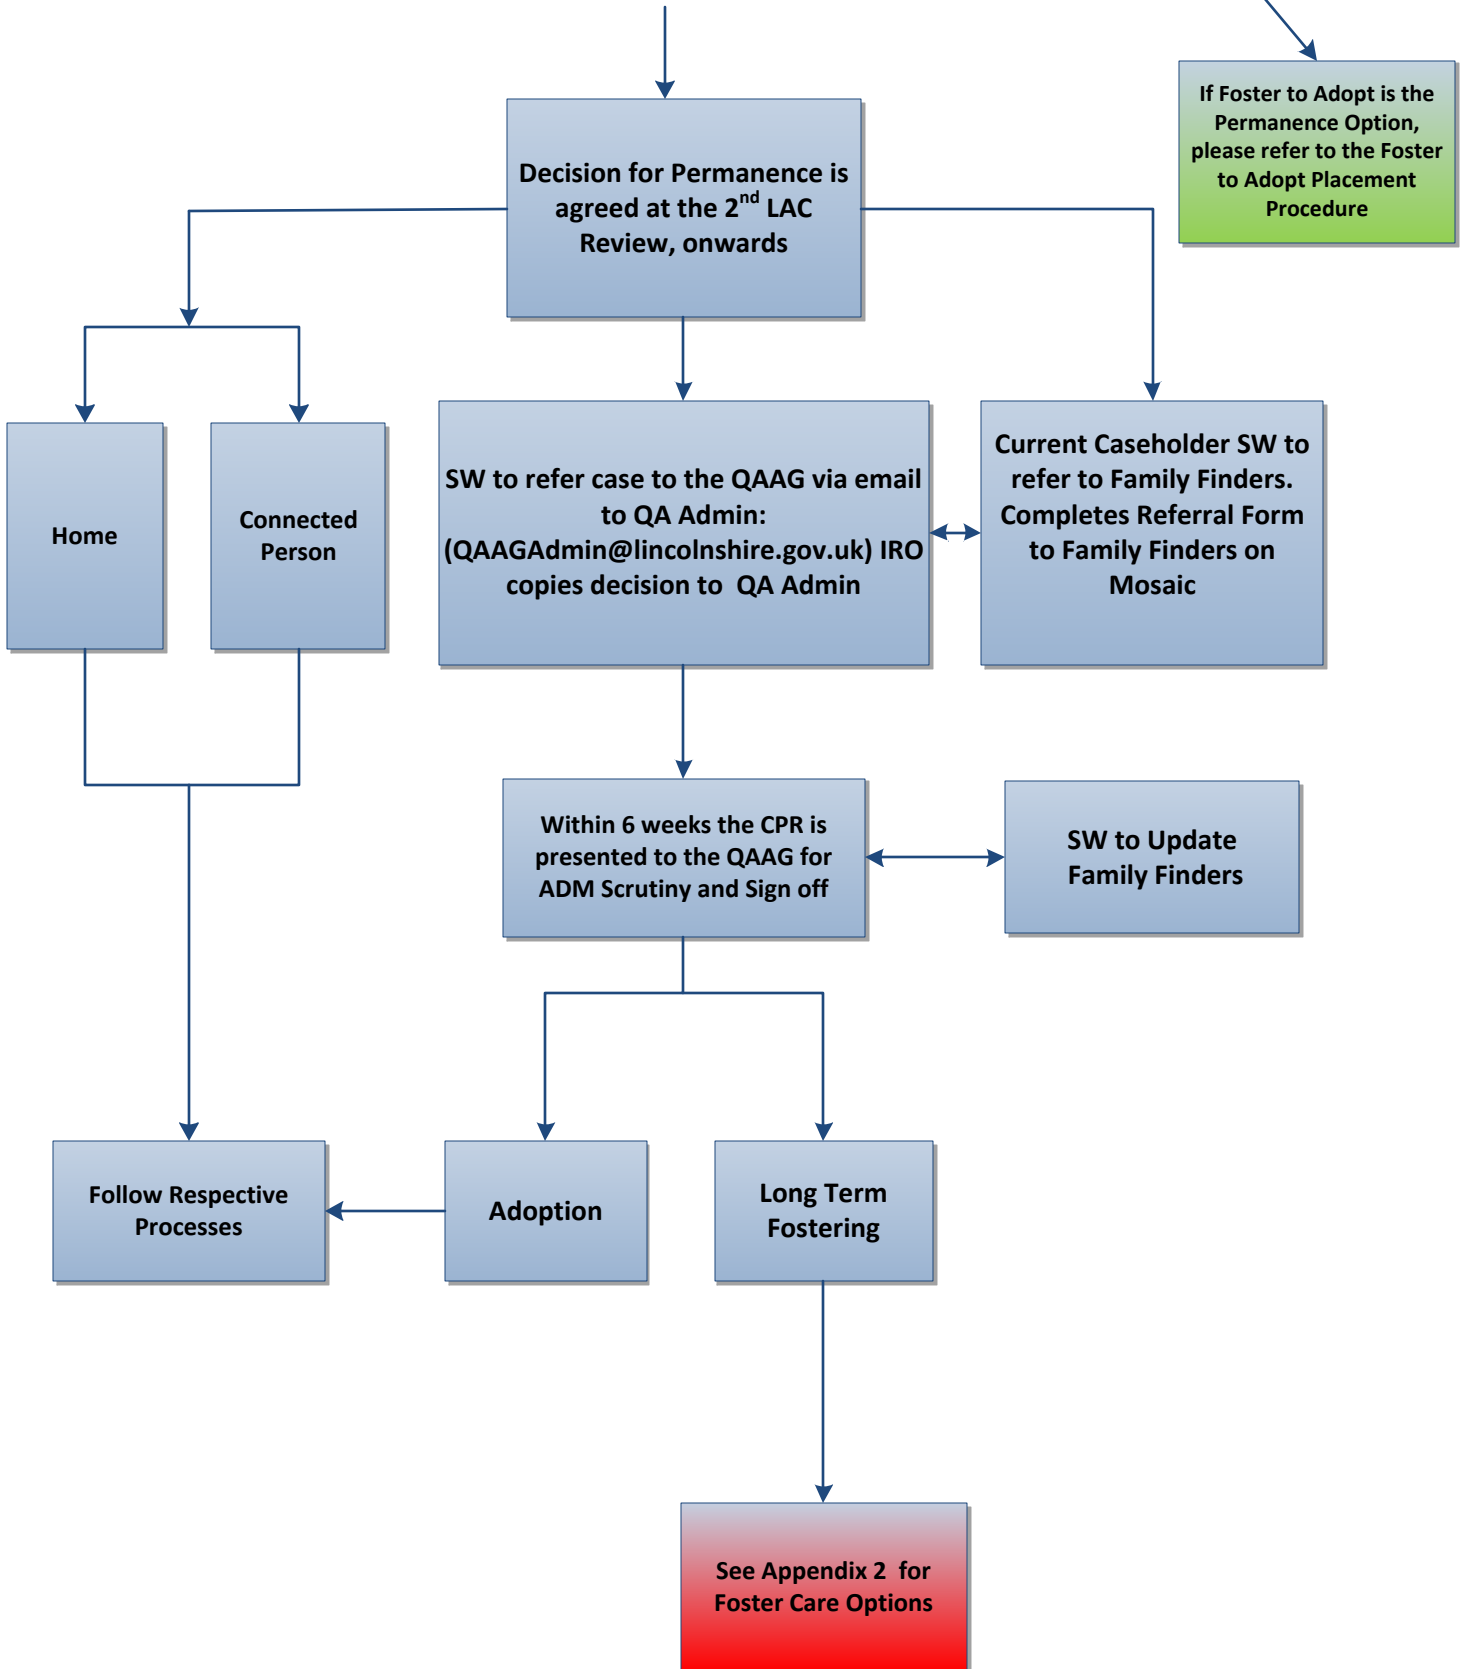 If Foster to Adopt is the
Permanence Option,
please refer to the Foster
to Adopt Placement
Procedure
Decision for Permanence is
agreed at the 2nd LAC
Review, onwards
Home
Connected
Person
SW to refer case to the QAAG via email
to QA Admin:
(QAAGAdmin@lincolnshire.gov.uk) IRO
copies decision to  QA Admin
Current Caseholder SW to
refer to Family Finders.
Completes Referral Form
to Family Finders on
Mosaic
Within 6 weeks the CPR is
presented to the QAAG for
ADM Scrutiny and Sign off
SW to Update
Family Finders
Follow Respective
Processes
Adoption
Long Term
Fostering
See Appendix 2  for
Foster Care Options